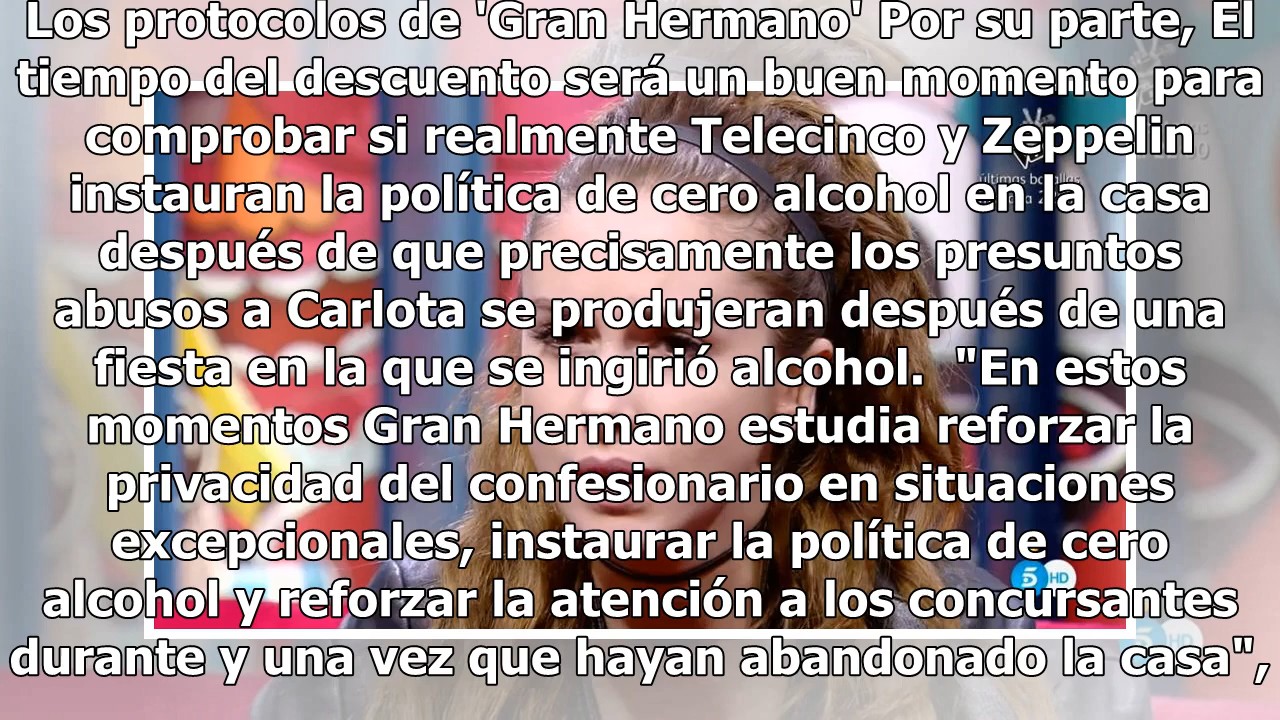 Los protocolos de 'Gran Hermano' Por su parte, El
tiempo del descuento será un buen momento para
comprobar si realmente Telecinco y Zeppelin
instauran la política de cero alcohol en la casa
después de que precisamente los presuntos
abusos a Carlota se produjeran después de una
fiesta en la que se ingirió alcohol. "En estos
momentos Gran Hermano estudia reforzar la
privacidad del confesionario en situaciones
excepcionales, instaurar la política de cero
alcohol y reforzar la atención a los concursantes
durante y una vez que hayan abandonado la casa",
últimas
5 HD
HD